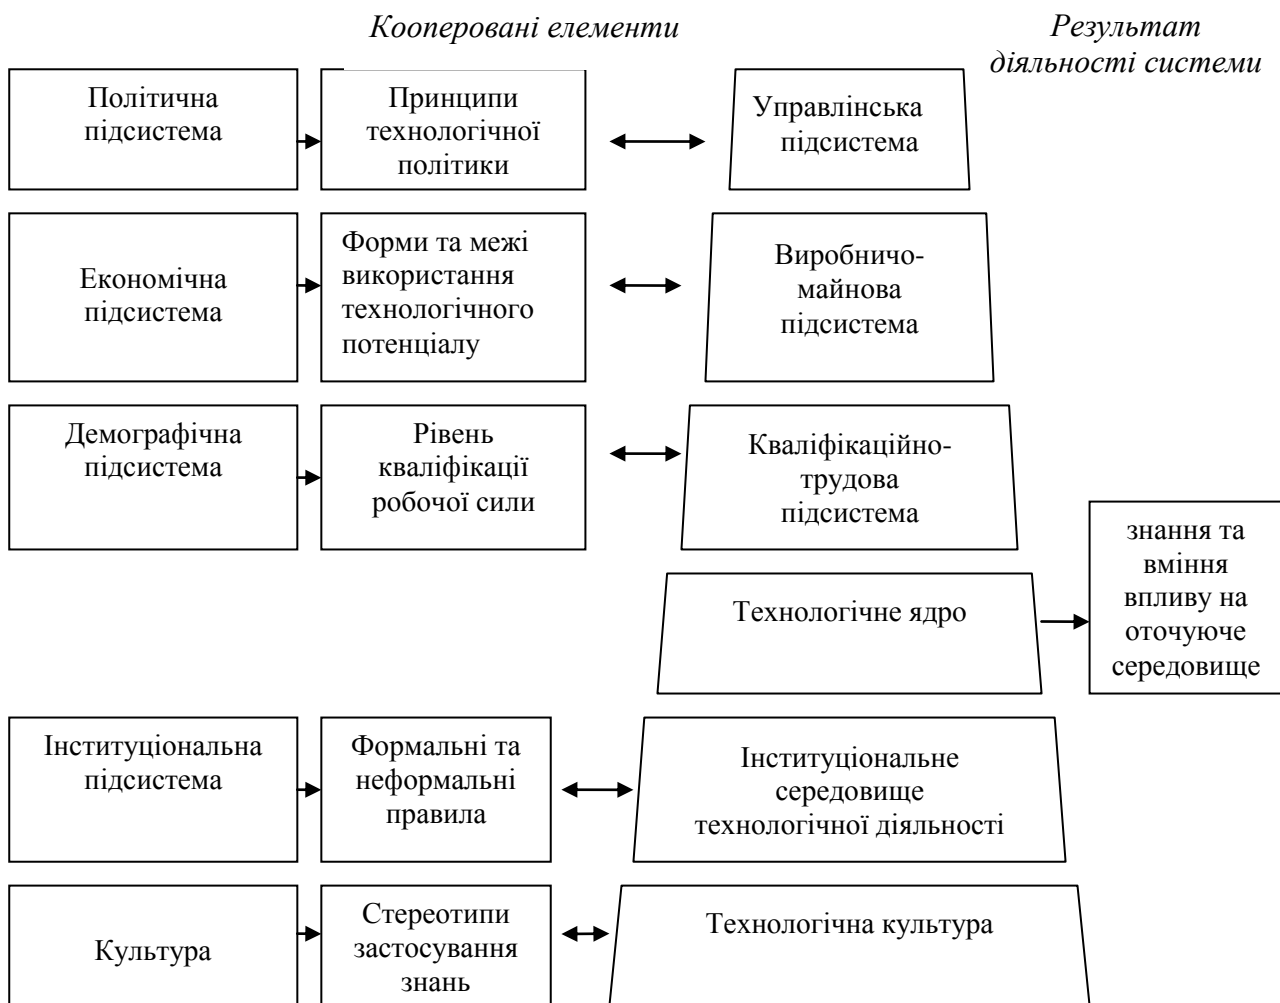 Кооперовані елементи
Результат
діяльності системи
Політична
підсистема
Принципи
технологічної
політики
Управлінська
підсистема
Економічна
підсистема
Форми та межі
використання
технологічного
потенціалу
Виробничо-
майнова
підсистема
Демографічна
підсистема
Рівень
кваліфікації
робочої сили
Кваліфікаційно-
трудова
підсистема
Технологічне ядро
знання та
вміння
впливу на
оточуюче
середовище
Інституціональна
підсистема
Формальні та
неформальні
правила
Інституціональне
середовище
технологічної діяльності
Культура
Стереотипи
застосування
знань
Технологічна культура